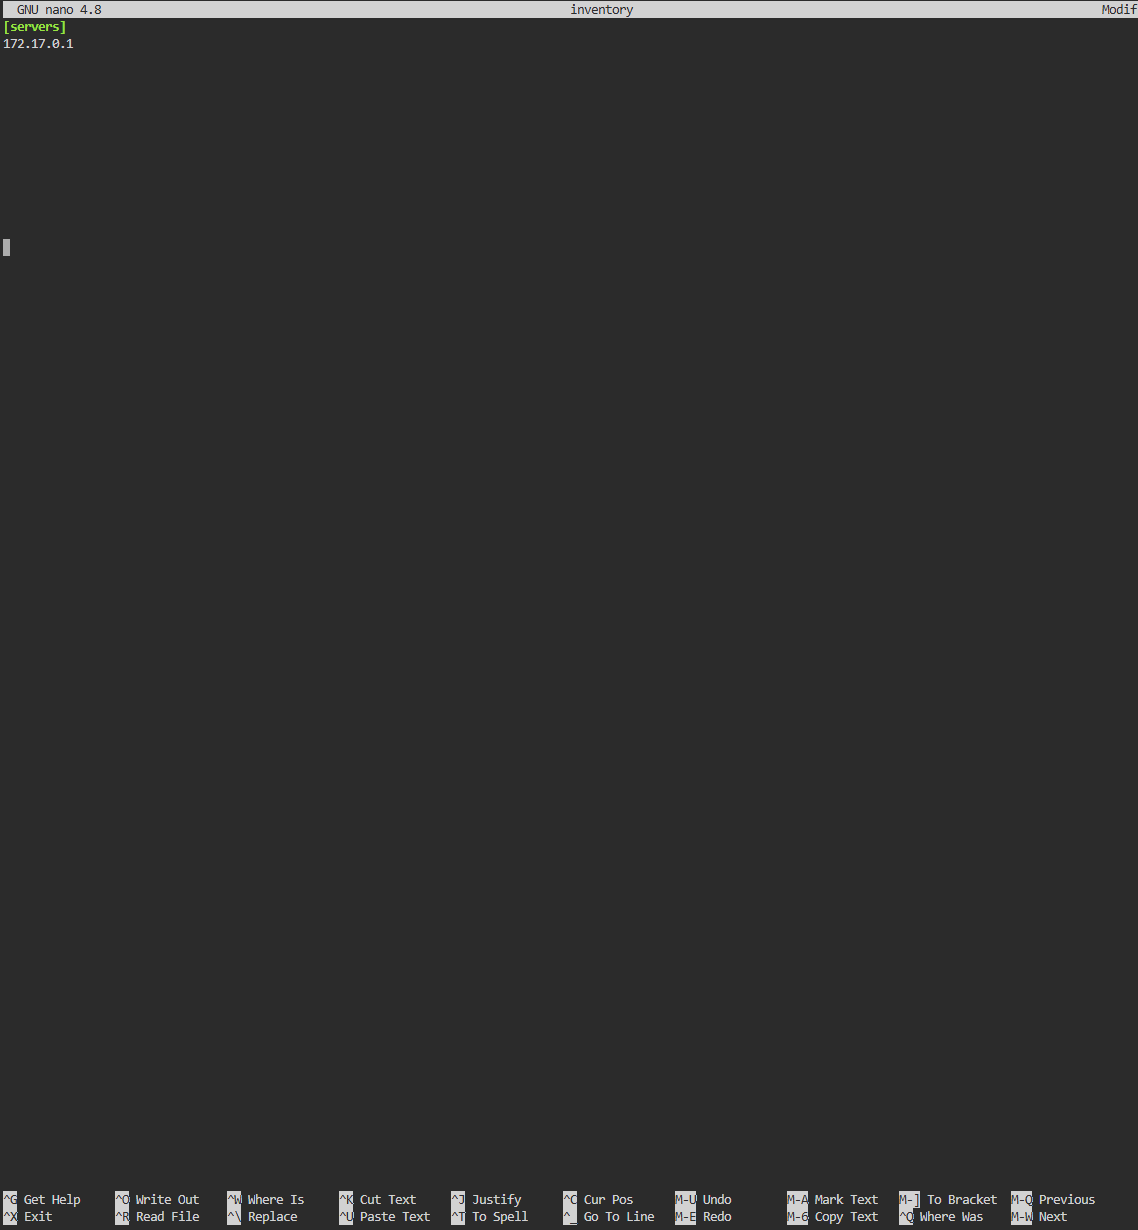 GNU nano 4.8 inventory Modif
[servers]
172.17.0.1
^G Get Help ^O Write Out ^W Where Is ^K Cut Text ^J Justify ^C Cur Pos M-U Undo M-A Mark Text M-] To Bracket M-Q Previous
^X Exit ^R Read File ^\ Replace ^U Paste Text ^T To Spell ^_ Go To Line M-E Redo M-6 Copy Text ^Q Where Was M-W Next